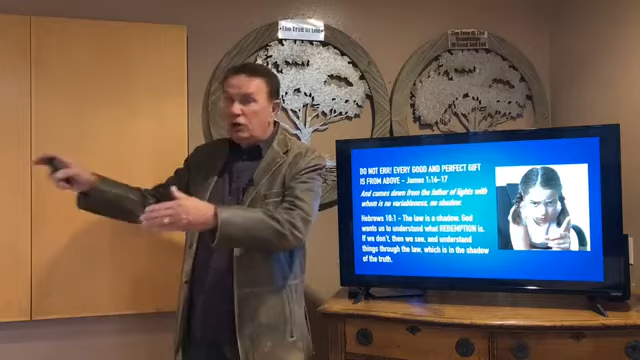 The Tree of Life
The Tree Of The
Knowledge
Of Good and Evil
DO NOT ERR! EVERY GOOD AND PERFECT GIFT
IS FROM ABOVE - James 1:16-17
And comes down from the father of lights with
whom is no variableness, no shadow.
Hebrews 10:1 - The law is a shadow. God
wants us to understand what REDEMPTION is.
If we don't, then we see, and understand
things through the law, which is in the shadow
of the truth.